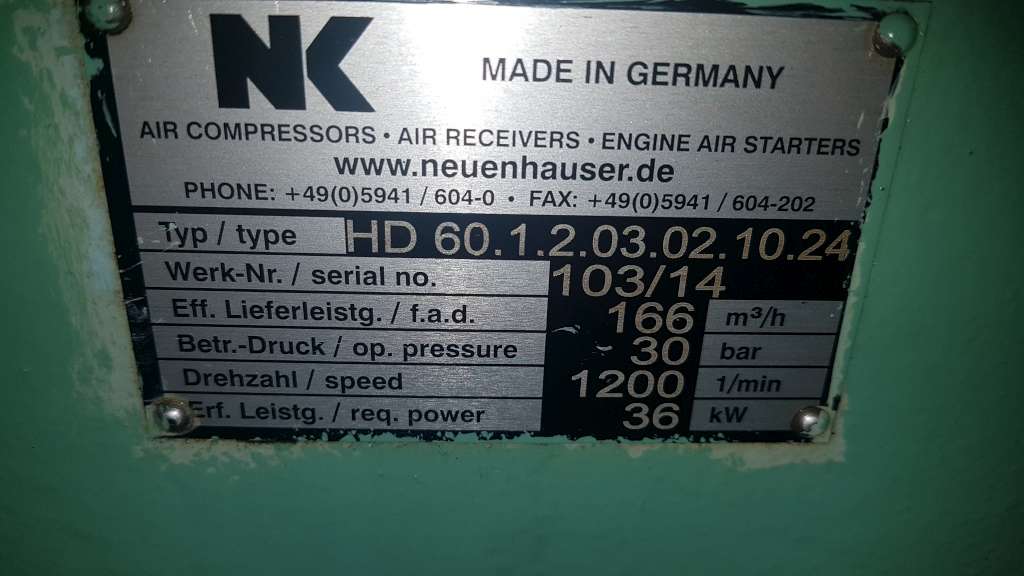 NK
MADE IN GERMANY
AIR COMPRESSORS · AIR RECEIVERS · ENGINE AIR STARTERS
www.neuenhauser.de
PHONE: +49(0)5941 / 604-0 · FAX: +49(0)5941 / 604-202
Typ / type HD 60.1.2.03.02.10.24
Werk-Nr. / serial no. 103/14
Eff. Lieferleistg. / f.a.d. 166 m³/h
Betr.-Druck / op. pressure 30 bar
Drehzahl / speed 1200 1/min
Erf. Leistg. / req. power 36 kW